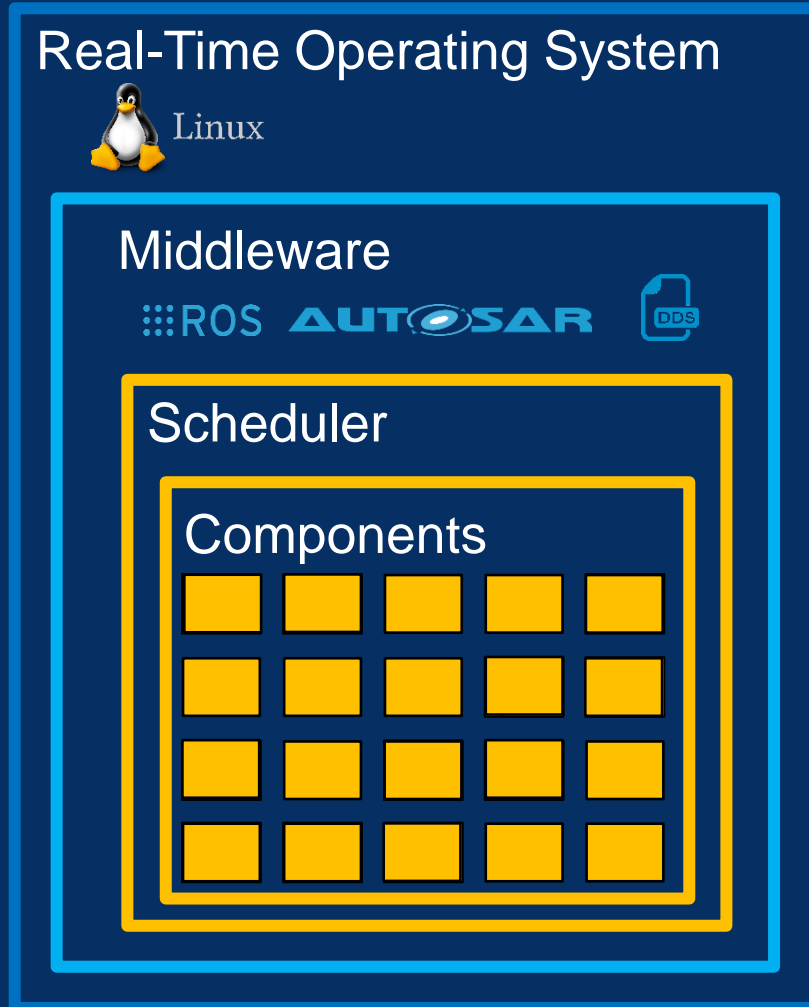 Real-Time Operating System
Linux
Middleware
ROS AUTOSAR DDS
Scheduler
Components